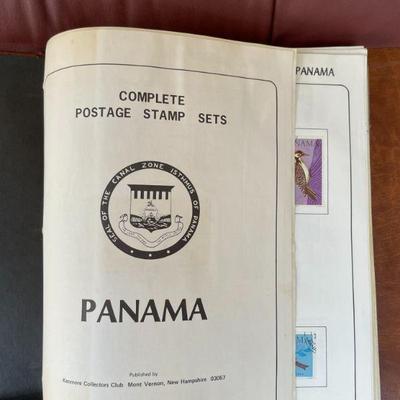 COMPLETE
POSTAGE STAMP SETS
SEAL OF THE CANAL ZONE ISTHMUS OF PANAMA
PANAMA
Published by
Kenmore Collectors Club Mont Vernon, New Hampshire 03057
PANAMA
NAMA